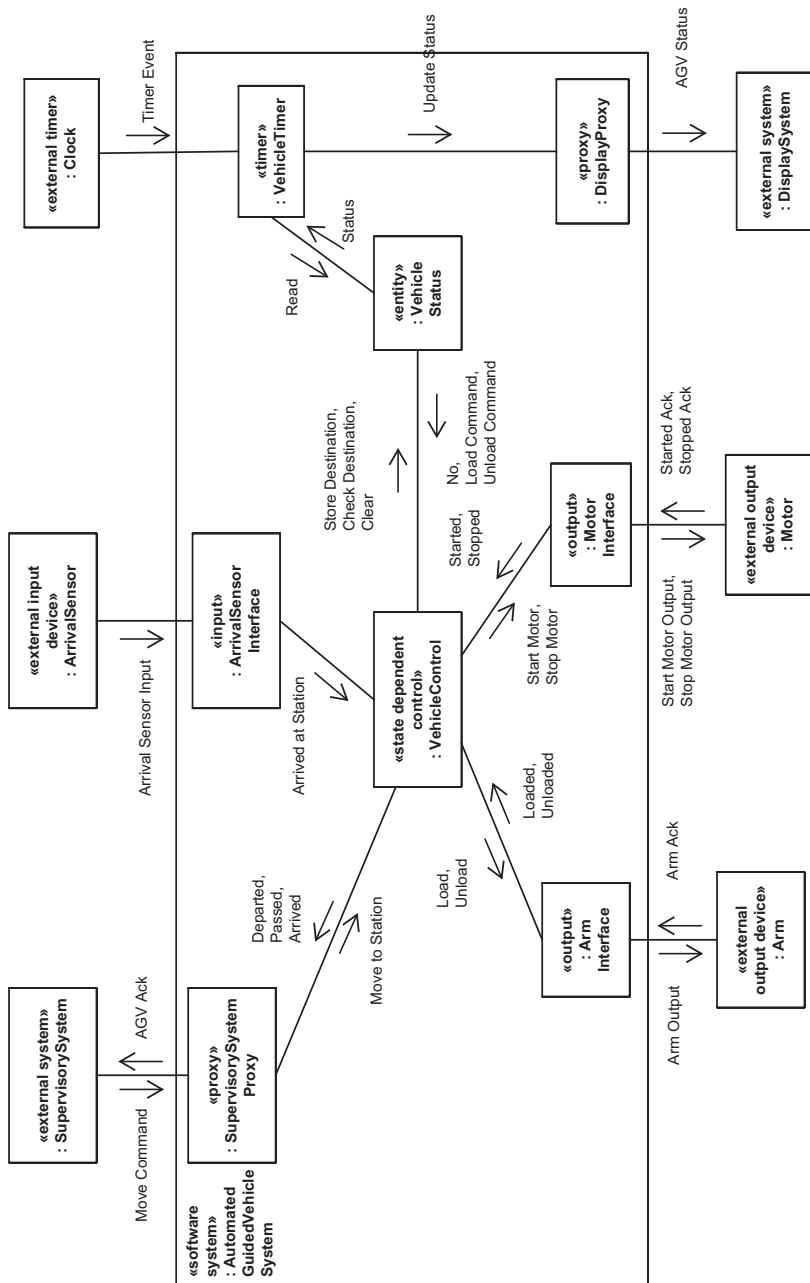 «external system»
: SupervisorySystem
«external input
device»
: ArrivalSensor
«external timer»
: Clock
Move Command
AGV Ack
Arrival Sensor Input
Timer Event
«software
system»
: Automated
GuidedVehicle
System
«proxy»
: SupervisorySystem
Proxy
«input»
: ArrivalSensor
Interface
«timer»
: VehicleTimer
Departed,
Passed,
Arrived
Move to Station
Arrived at Station
Read
Status
Store Destination,
Check Destination,
Clear
Update Status
«state dependent
control»
: VehicleControl
«entity»
: Vehicle
Status
No,
Load Command,
Unload Command
Load,
Unload
Loaded,
Unloaded
Start Motor,
Stop Motor
Started,
Stopped
«output»
: Arm
Interface
«output»
: Motor
Interface
«proxy»
: DisplayProxy
Arm Output
Arm Ack
Start Motor Output,
Stop Motor Output
Started Ack,
Stopped Ack
AGV Status
«external
output device»
: Arm
«external output
device»
: Motor
«external system»
: DisplaySystem